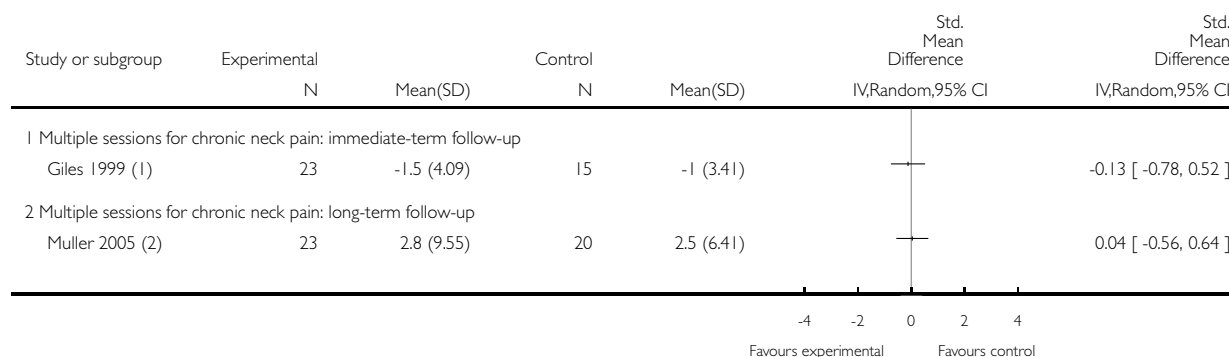 Std. Mean Difference Std. Mean Difference
Study or subgroup Experimental Control
N Mean(SD) N Mean(SD) IV,Random,95% CI IV,Random,95% CI
1 Multiple sessions for chronic neck pain: immediate-term follow-up
Giles 1999 (1) 23 -1.5 (4.09) 15 -1 (3.41) -0.13 [ -0.78, 0.52 ]
2 Multiple sessions for chronic neck pain: long-term follow-up
Muller 2005 (2) 23 2.8 (9.55) 20 2.5 (6.41) 0.04 [ -0.56, 0.64 ]
-4 -2 0 2 4
Favours experimental Favours control